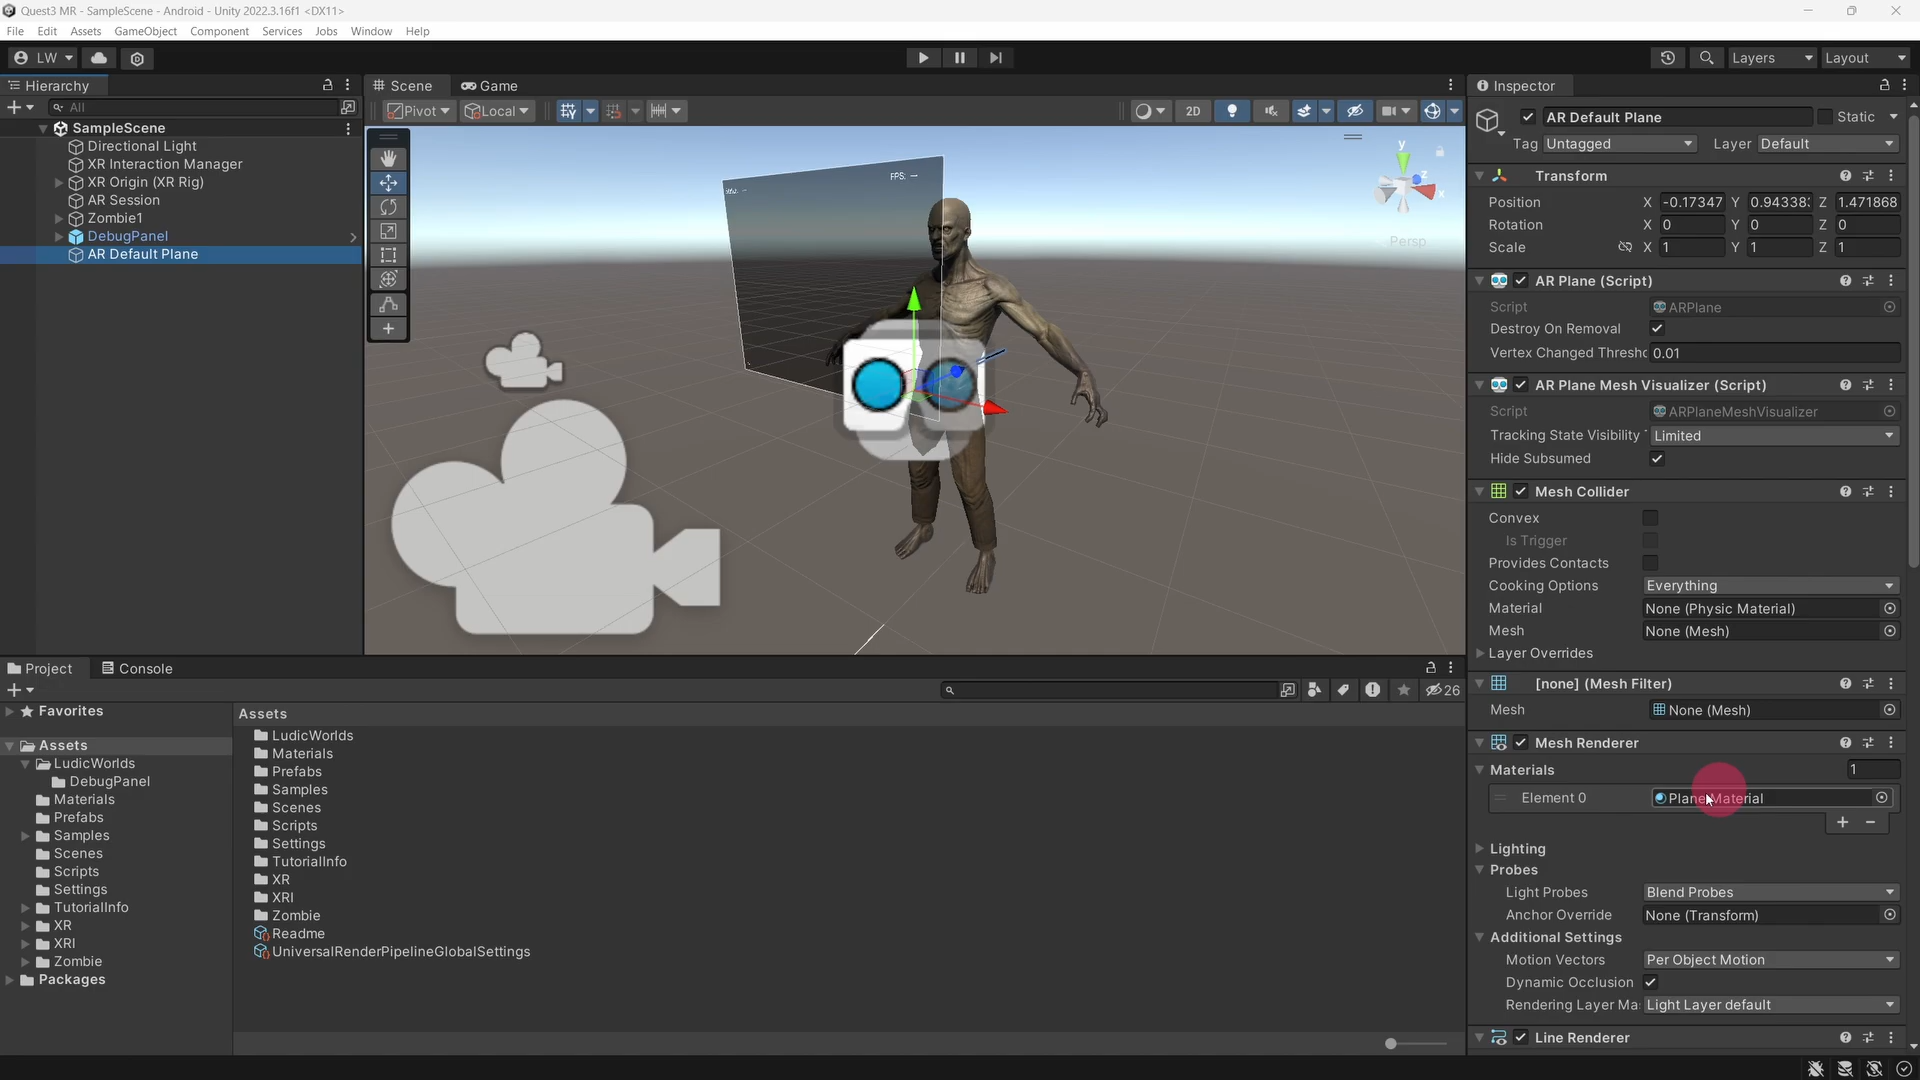 Quest3 MR - SampleScene - Android - Unity 2022.3.16f1 <DX11>
File Edit Assets GameObject Component Services Jobs Window Help
LW
Layers Layout
Hierarchy
All
SampleScene
Directional Light
XR Interaction Manager
XR Origin (XR Rig)
AR Session
Zombie1
DebugPanel
AR Default Plane
Scene Game
Pivot Local 2D
FPS: —
y
z
x
Persp
Project Console
26
Favorites
Assets
LudicWorlds
DebugPanel
Materials
Prefabs
Samples
Scenes
Scripts
Settings
TutorialInfo
XR
XRI
Zombie
Packages
Assets
LudicWorlds
Materials
Prefabs
Samples
Scenes
Scripts
Settings
TutorialInfo
XR
XRI
Zombie
Readme
UniversalRenderPipelineGlobalSettings
Inspector
AR Default Plane Static
Tag Untagged Layer Default
Transform
Position X -0.17347 Y 0.94338 Z 1.471868
Rotation X 0 Y 0 Z 0
Scale X 1 Y 1 Z 1
AR Plane (Script)
Script ARPlane
Destroy On Removal
Vertex Changed Thresho 0.01
AR Plane Mesh Visualizer (Script)
Script ARPlaneMeshVisualizer
Tracking State Visibility Limited
Hide Subsumed
Mesh Collider
Convex
Is Trigger
Provides Contacts
Cooking Options Everything
Material None (Physic Material)
Mesh None (Mesh)
Layer Overrides
[none] (Mesh Filter)
Mesh None (Mesh)
Mesh Renderer
Materials 1
Element 0 PlaneMaterial
Lighting
Probes
Light Probes Blend Probes
Anchor Override None (Transform)
Additional Settings
Motion Vectors Per Object Motion
Dynamic Occlusion
Rendering Layer Ma Light Layer default
Line Renderer